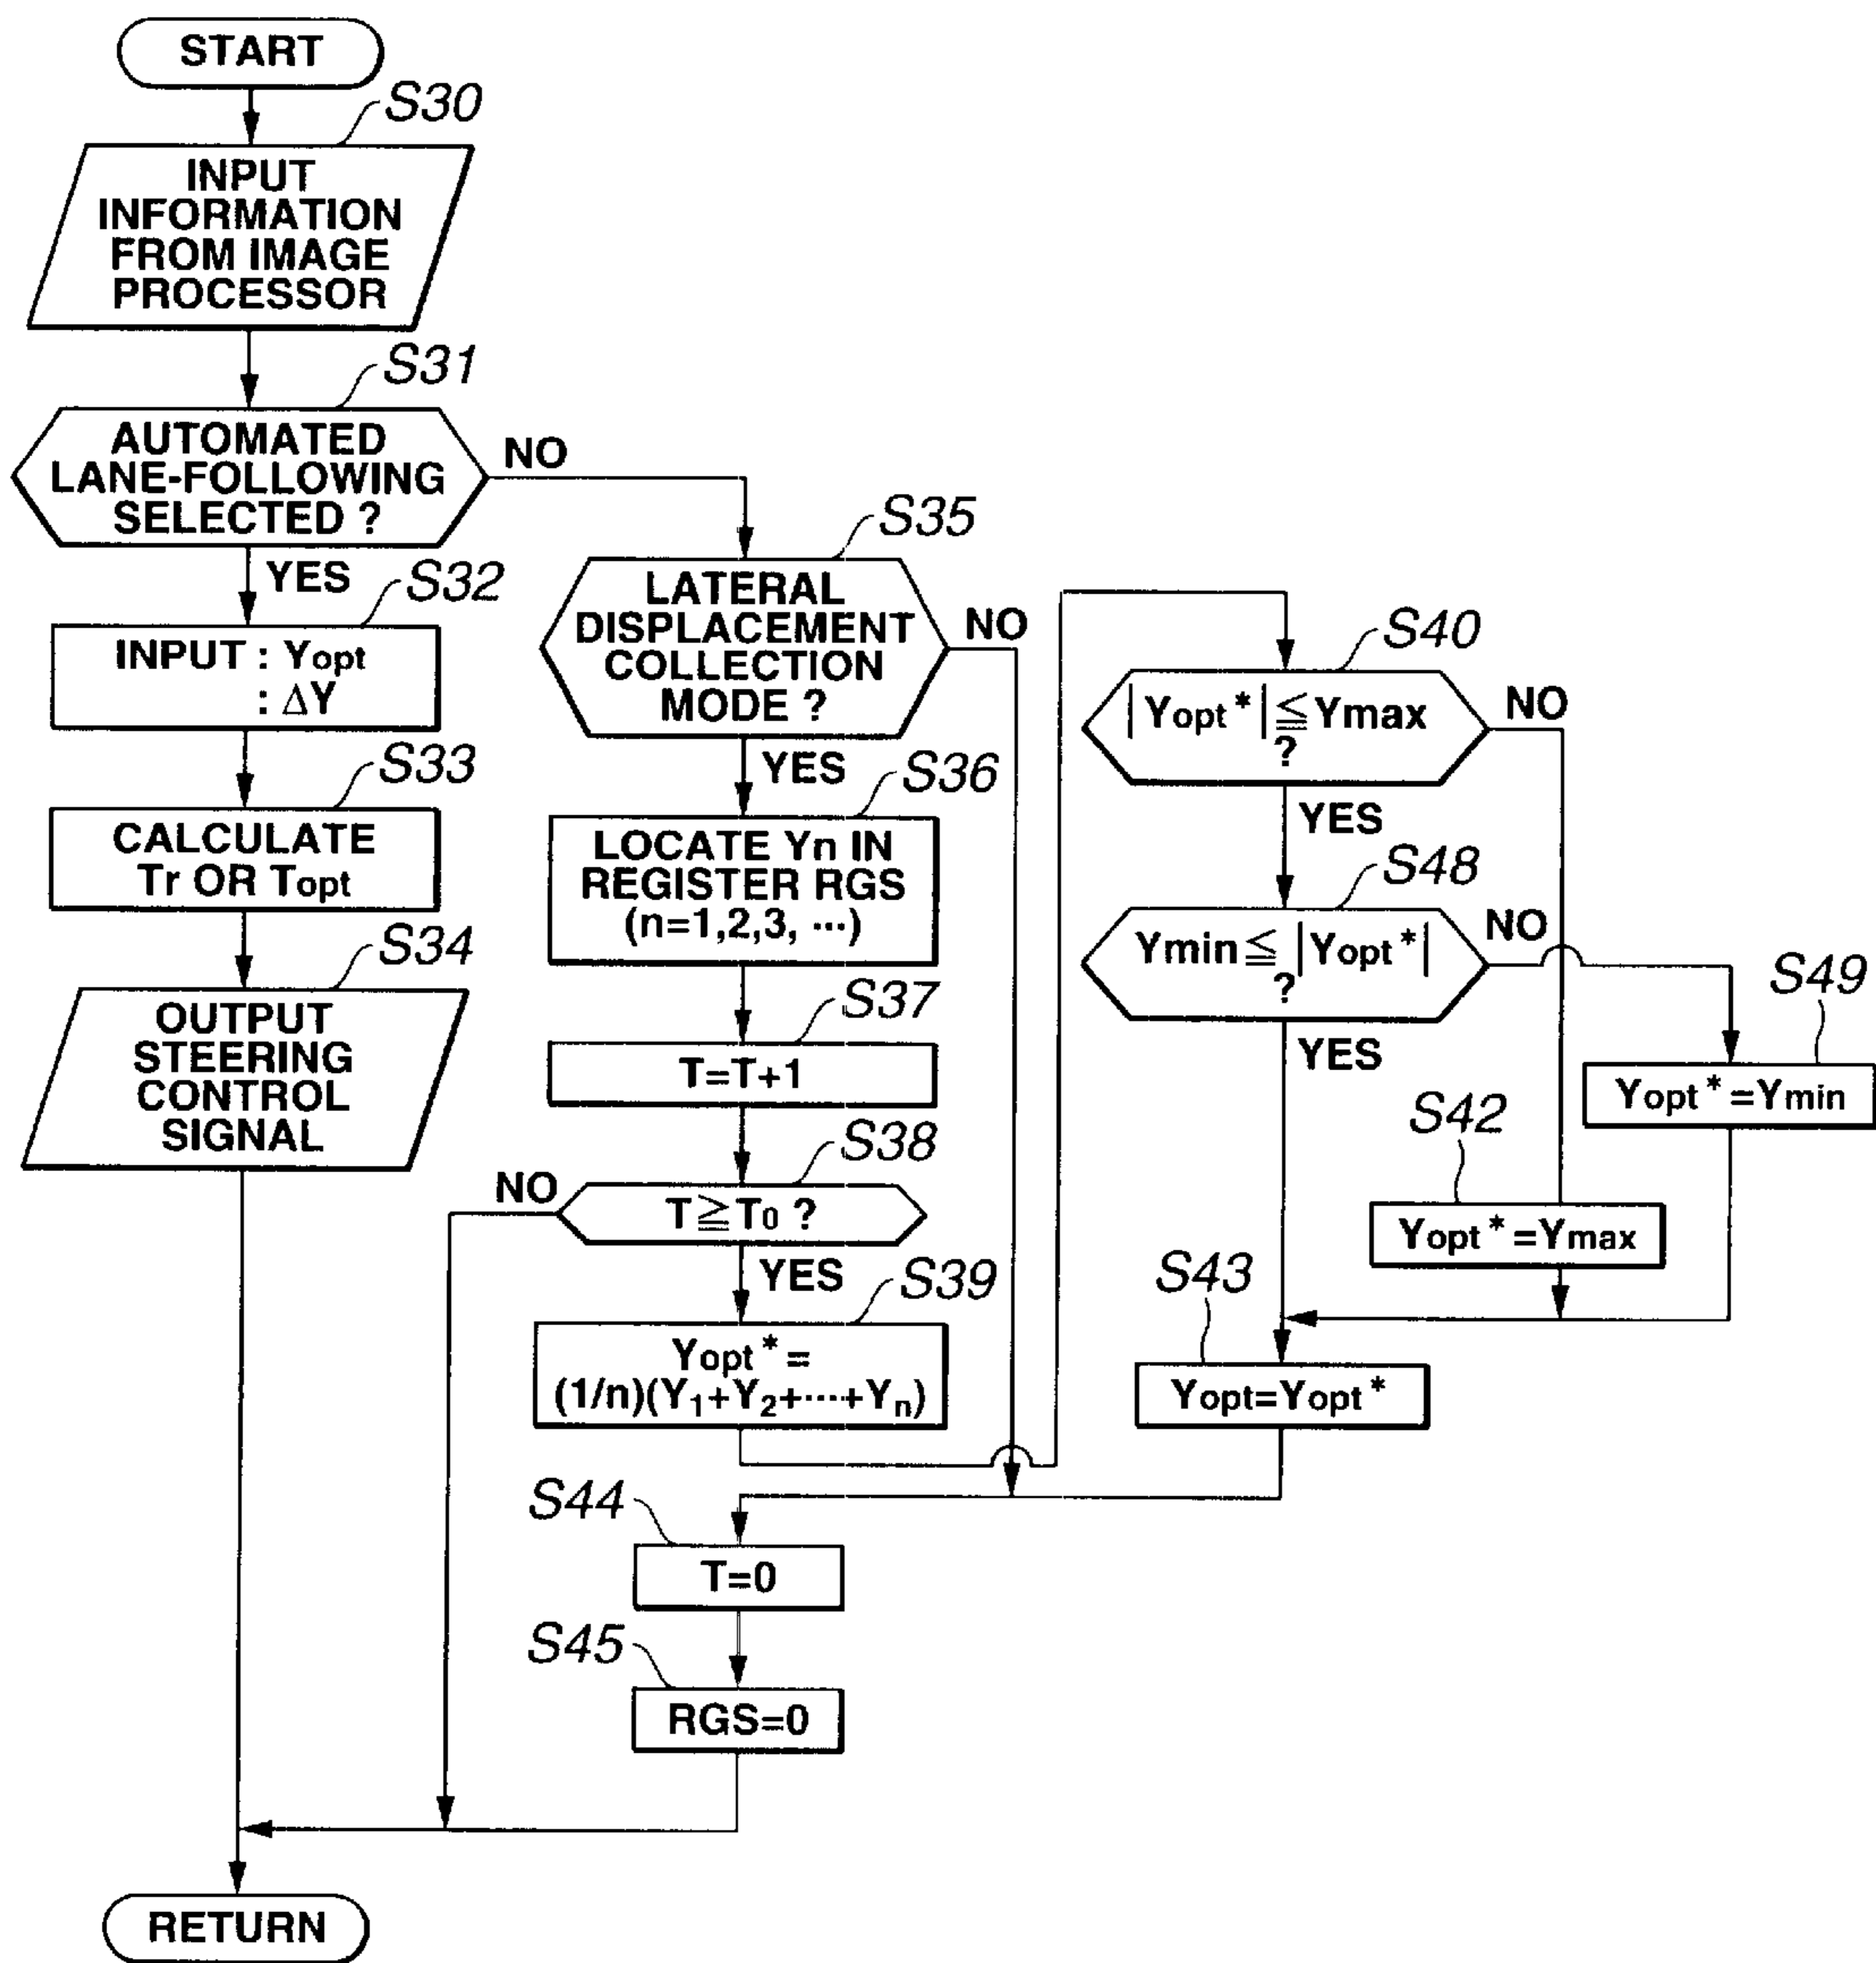 START
S30
INPUT
INFORMATION
FROM IMAGE
PROCESSOR
S31
AUTOMATED
LANE-FOLLOWING
SELECTED ?
NO
YES
S32
INPUT : Yopt
: ΔY
S33
CALCULATE
Tr OR Topt
S34
OUTPUT
STEERING
CONTROL
SIGNAL
S35
LATERAL
DISPLACEMENT
COLLECTION
MODE ?
NO
YES
S36
LOCATE Yn IN
REGISTER RGS
(n=1,2,3, ···)
S37
T=T+1
S38
NO
T≧T0 ?
YES
S39
Yopt*=
(1/n)(Y1+Y2+····+Yn)
S40
|Yopt*|≦Ymax
?
NO
YES
S48
Ymin≦|Yopt*|
?
NO
YES
S49
Yopt*=Ymin
S42
Yopt*=Ymax
S43
Yopt=Yopt*
S44
T=0
S45
RGS=0
RETURN